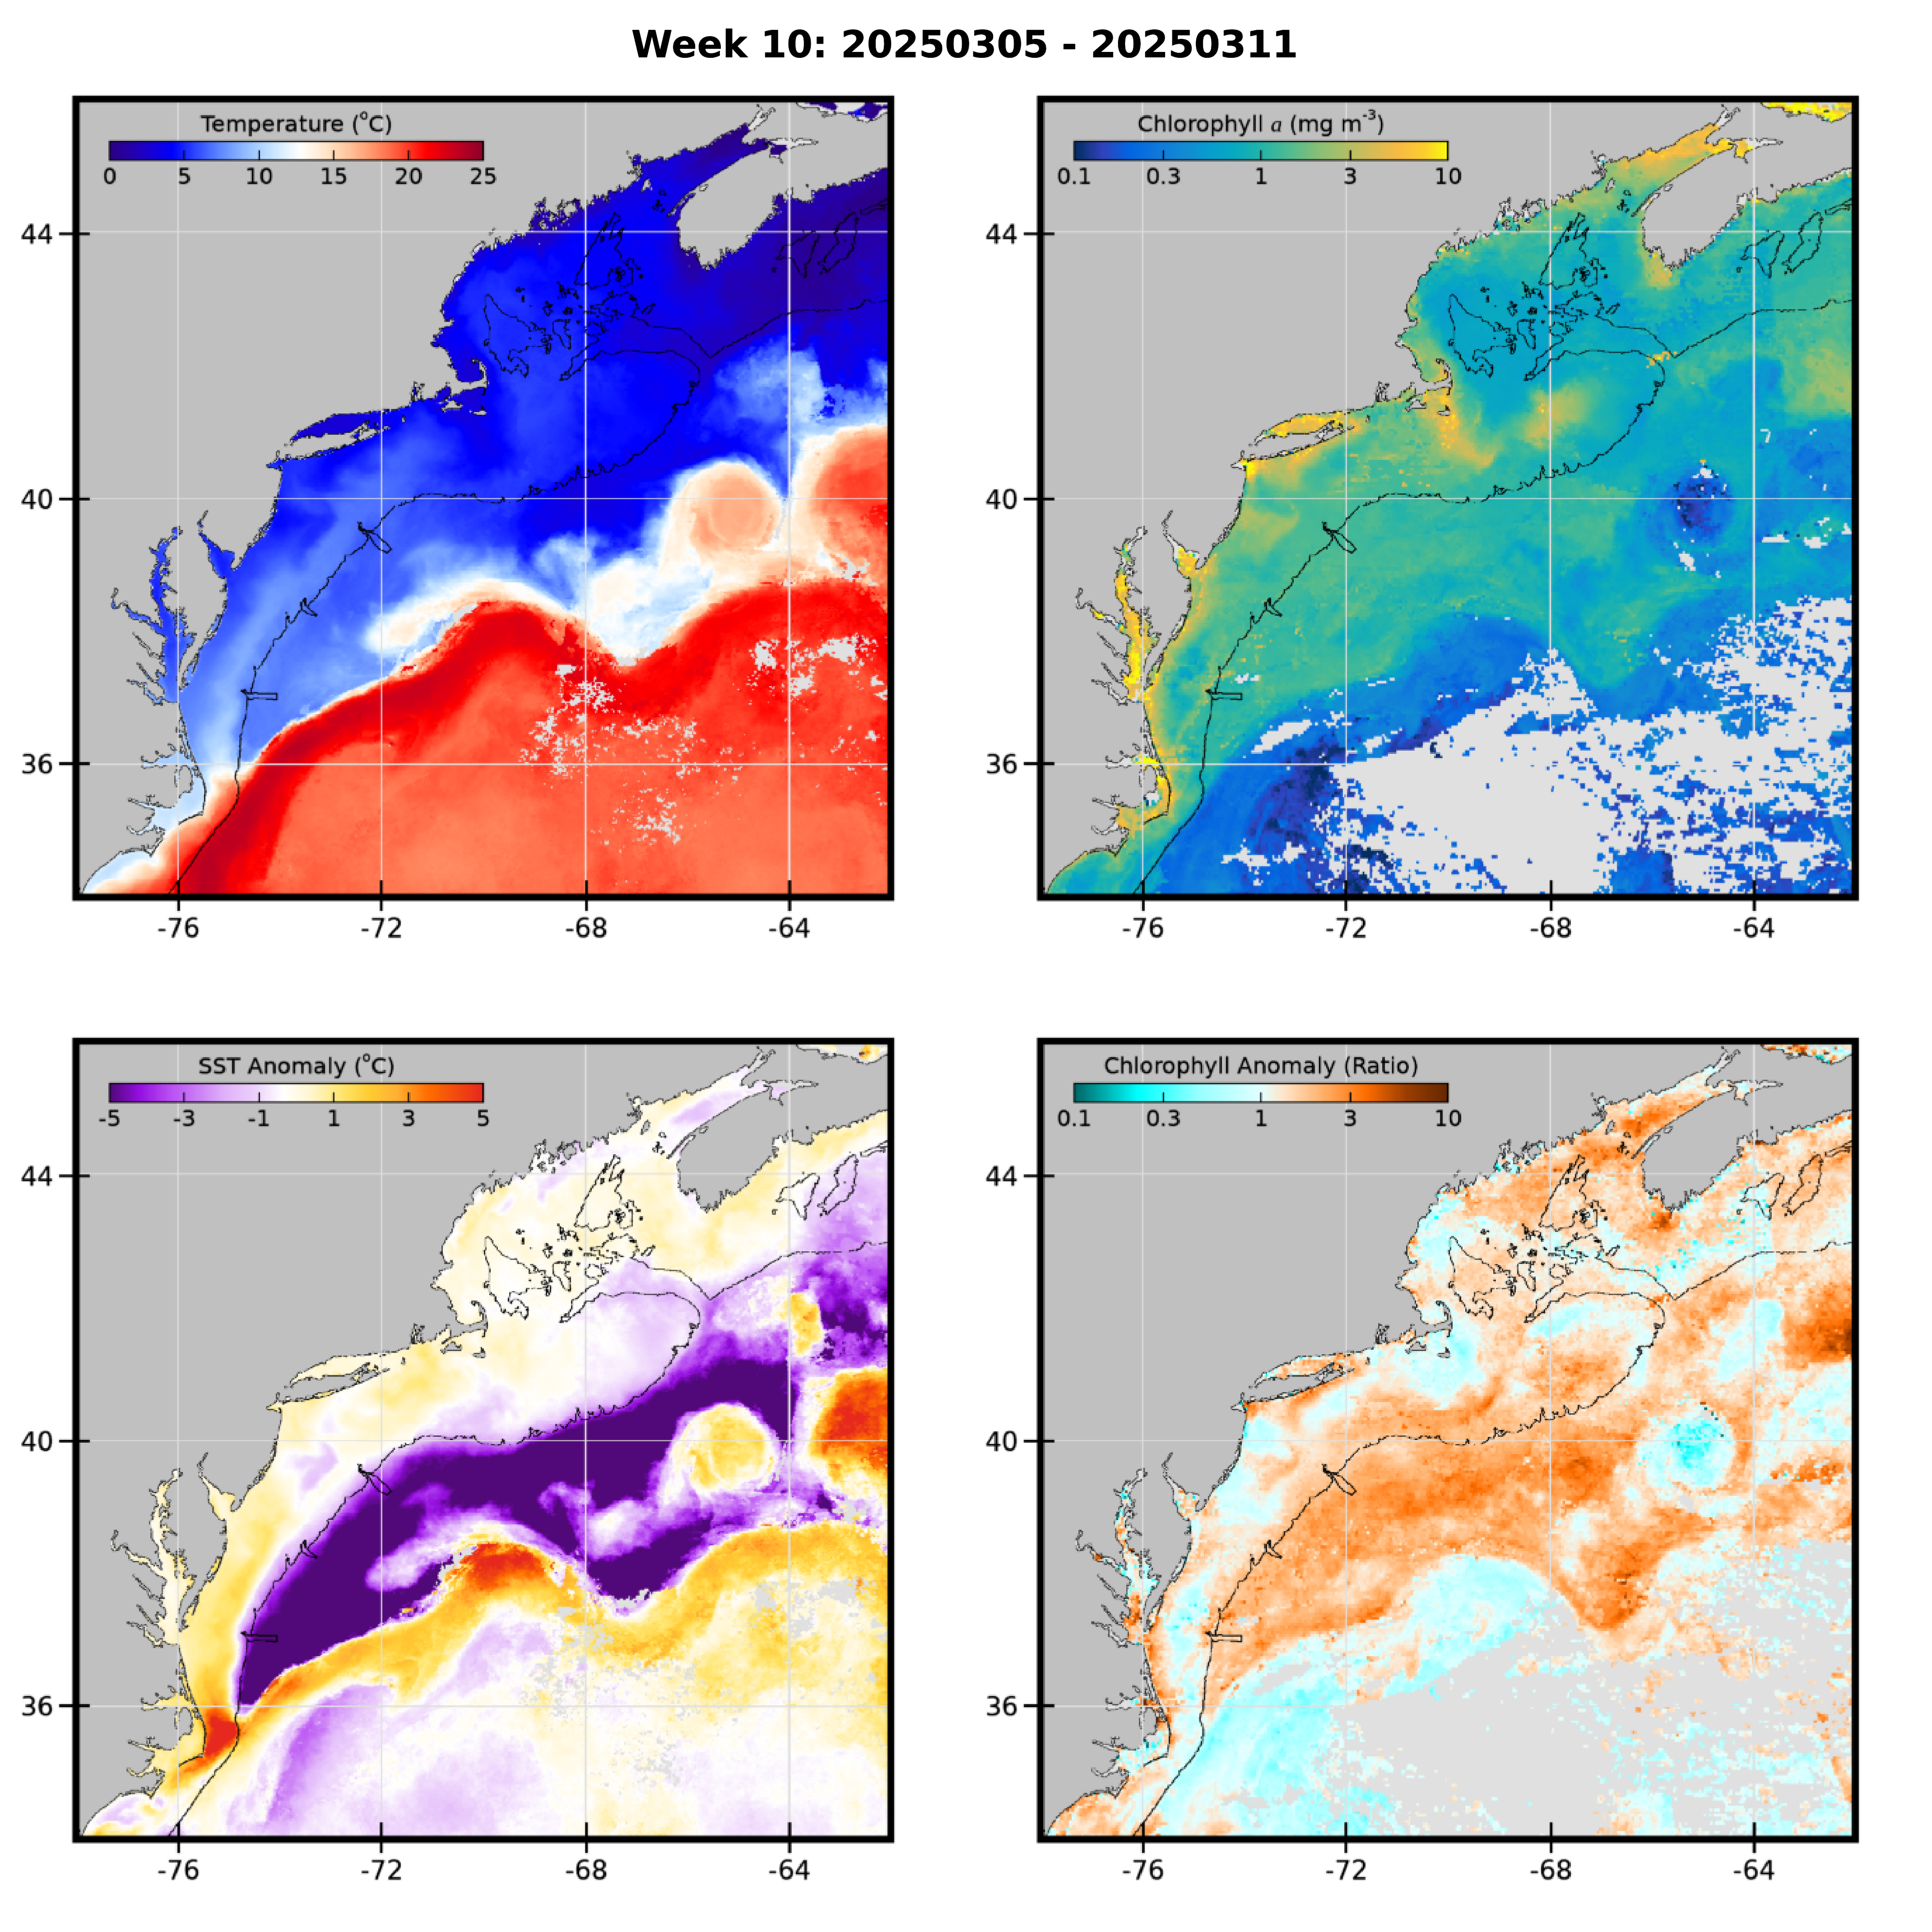 Week 10: 20250305 - 20250311
Temperature (°C)
0 5 10 15 20 25
44
40
36
-76 -72 -68 -64
Chlorophyll a (mg m⁻³)
0.1 0.3 1 3 10
44
40
36
-76 -72 -68 -64
SST Anomaly (°C)
-5 -3 -1 1 3 5
44
40
36
-76 -72 -68 -64
Chlorophyll Anomaly (Ratio)
0.1 0.3 1 3 10
44
40
36
-76 -72 -68 -64